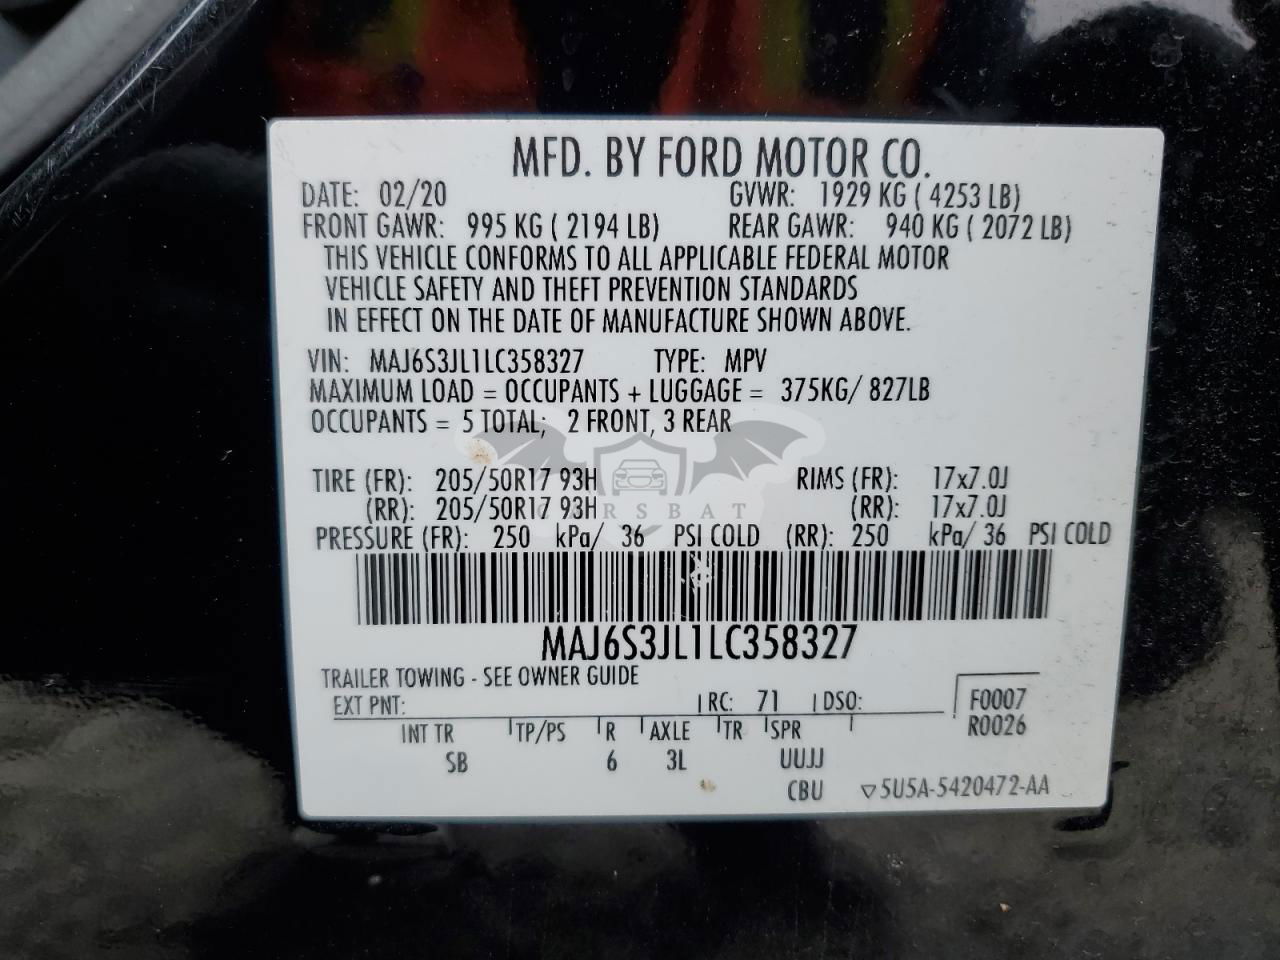 MFD. BY FORD MOTOR CO.
DATE: 02/20 GVWR: 1929 KG ( 4253 LB)
FRONT GAWR: 995 KG ( 2194 LB) REAR GAWR: 940 KG ( 2072 LB)
THIS VEHICLE CONFORMS TO ALL APPLICABLE FEDERAL MOTOR
VEHICLE SAFETY AND THEFT PREVENTION STANDARDS
IN EFFECT ON THE DATE OF MANUFACTURE SHOWN ABOVE.
VIN: MAJ6S3JL1LC358327 TYPE: MPV
MAXIMUM LOAD = OCCUPANTS + LUGGAGE = 375KG/ 827LB
OCCUPANTS = 5 TOTAL; 2 FRONT, 3 REAR
TIRE (FR): 205/50R17 93H RIMS (FR): 17x7.0J
(RR): 205/50R17 93H (RR): 17x7.0J
CARSBAT
PRESSURE (FR): 250 kPa/ 36 PSI COLD (RR): 250 kPa/ 36 PSI COLD
MAJ6S3JL1LC358327
TRAILER TOWING - SEE OWNER GUIDE
EXT PNT: RC: 71 DSO: F0007
R0026
INT TR TP/PS R AXLE TR SPR
SB 6 3L UUJJ
CBU ▽5U5A-5420472-AA